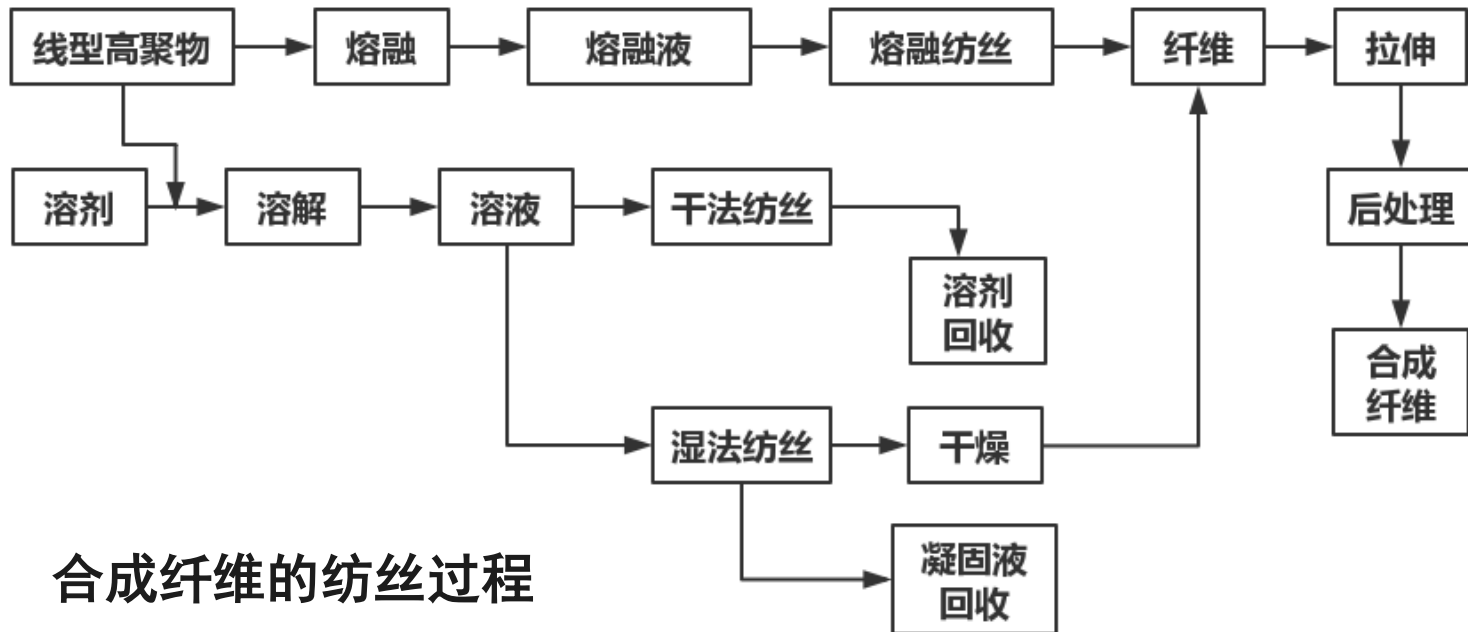 线型高聚物
熔融
熔融液
熔融纺丝
纤维
拉伸
溶剂
溶解
溶液
干法纺丝
后处理
溶剂
回收
合成
纤维
湿法纺丝
干燥
凝固液
回收
合成纤维的纺丝过程